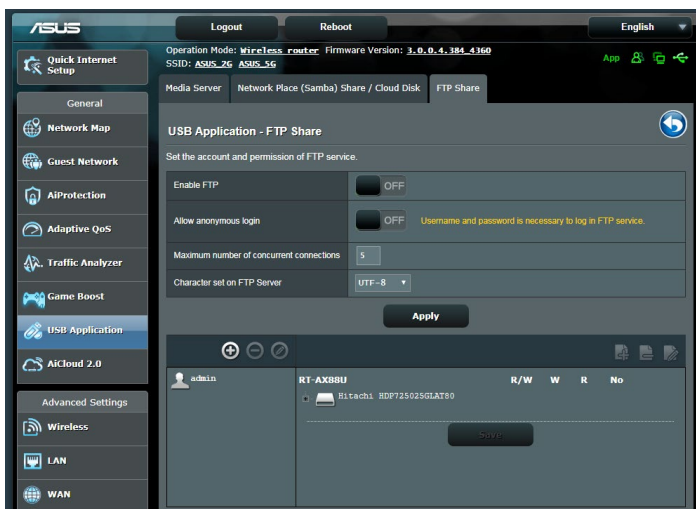 ASUS
Logout
Reboot
English
Quick Internet Setup
Operation Mode: Wireless router Firmware Version: 3.0.0.4.384_4360
SSID: ASUS_2G ASUS_5G
App
Media Server
Network Place (Samba) Share / Cloud Disk
FTP Share
General
Network Map
Guest Network
AiProtection
Adaptive QoS
Traffic Analyzer
Game Boost
USB Application
AiCloud 2.0
Advanced Settings
Wireless
LAN
WAN
USB Application - FTP Share
Set the account and permission of FTP service.
Enable FTP
OFF
Allow anonymous login
OFF
Username and password is necessary to log in FTP service.
Maximum number of concurrent connections
5
Character set on FTP Server
UTF-8
Apply
admin
RT-AX88U
R/W W R No
Hitachi HDP725025GLAT80
Save